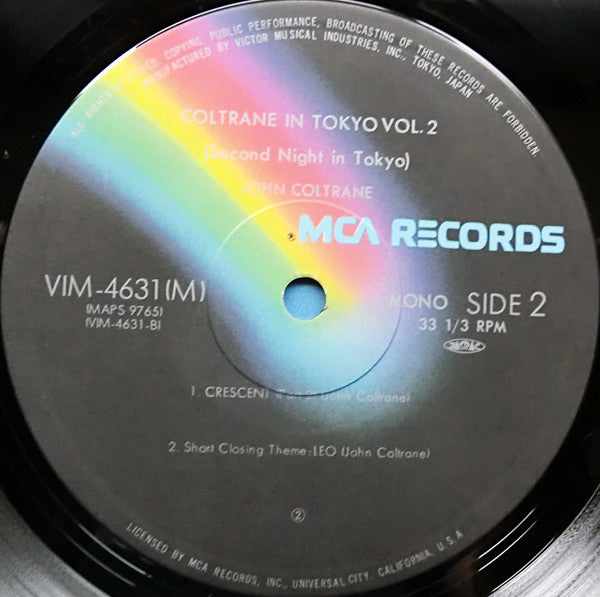 ALL RIGHTS RESERVED. COPYING, PUBLIC PERFORMANCE, BROADCASTING OF THESE RECORDS ARE FORBIDDEN.
MANUFACTURED BY VICTOR MUSICAL INDUSTRIES, INC., TOKYO, JAPAN
COLTRANE IN TOKYO VOL. 2
(Second Night in Tokyo)
JOHN COLTRANE
MCA RECORDS
VIM-4631(M)
(MAPS 9765)
(VIM-4631-B)
MONO SIDE 2
33 1/3 RPM
1. CRESCENT John Coltrane)
2. Short Closing Theme:LEO (John Coltrane)
②
LICENSED BY MCA RECORDS, INC., UNIVERSAL CITY, CALIFORNIA, U.S.A